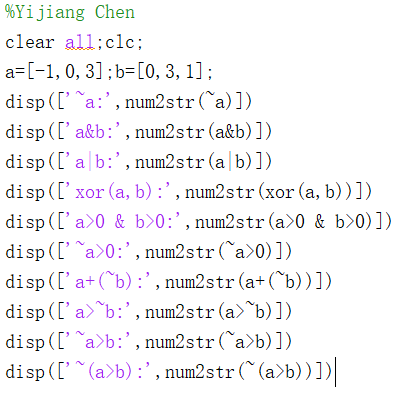 %Yijiang Chen
clear all;clc;
a=[-1,0,3];b=[0,3,1];
disp(['~a:',num2str(~a)])
disp(['a&b:',num2str(a&b)])
disp(['a|b:',num2str(a|b)])
disp(['xor(a,b):',num2str(xor(a,b))])
disp(['a>0 & b>0:',num2str(a>0 & b>0)])
disp(['~a>0:',num2str(~a>0)])
disp(['a+(~b):',num2str(a+(~b))])
disp(['a>~b:',num2str(a>~b)])
disp(['~a>b:',num2str(~a>b)])
disp(['~(a>b):',num2str(~(a>b))])